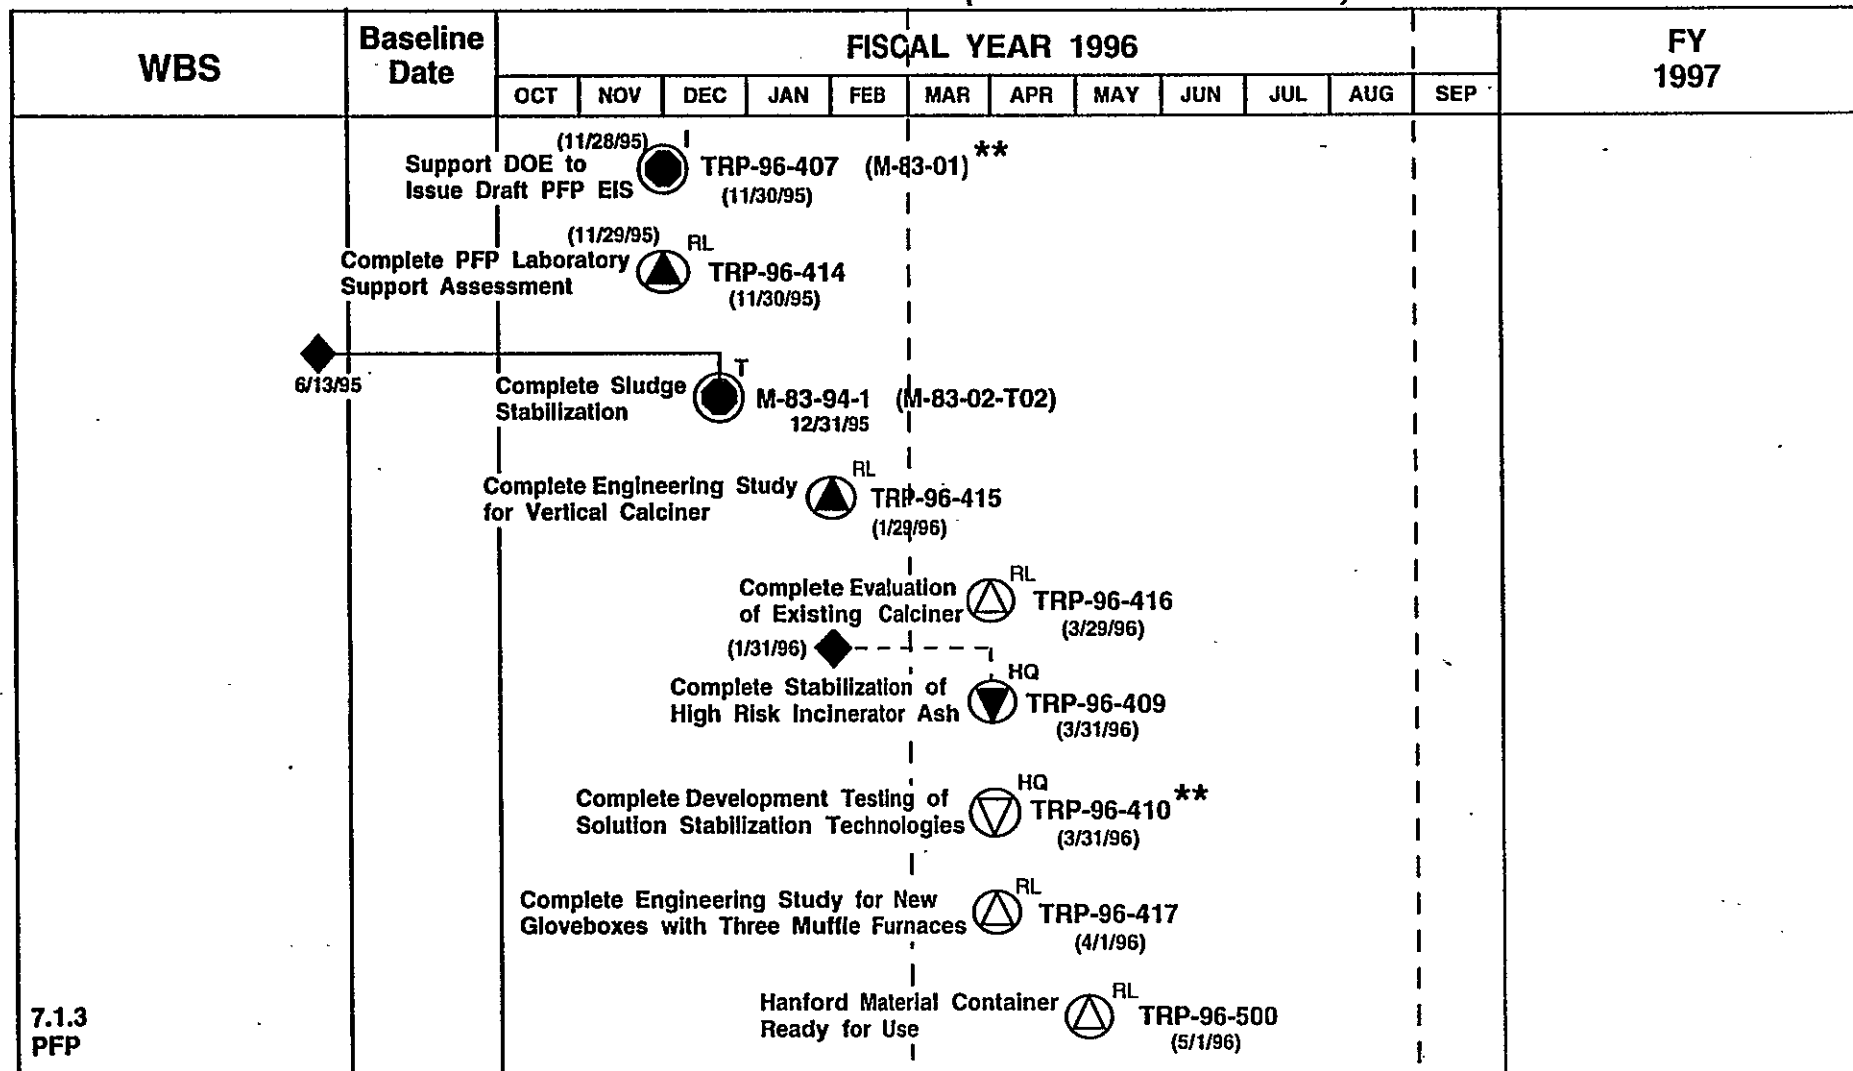 WBS
Baseline
Date
FISCAL YEAR 1996
FY
1997
OCT NOV DEC JAN FEB MAR APR MAY JUN JUL AUG SEP
(11/28/95)
I
Support DOE to
Issue Draft PFP EIS
TRP-96-407 (M-83-01)**
(11/30/95)
(11/29/95)
RL
Complete PFP Laboratory
Support Assessment
TRP-96-414
(11/30/95)
6/13/95
T
Complete Sludge
Stabilization
M-83-94-1 (M-83-02-T02)
12/31/95
RL
Complete Engineering Study
for Vertical Calciner
TRP-96-415
(1/29/96)
RL
Complete Evaluation
of Existing Calciner
TRP-96-416
(3/29/96)
(1/31/96)
HQ
Complete Stabilization of
High Risk Incinerator Ash
TRP-96-409
(3/31/96)
HQ
Complete Development Testing of
Solution Stabilization Technologies
TRP-96-410**
(3/31/96)
RL
Complete Engineering Study for New
Gloveboxes with Three Muffle Furnaces
TRP-96-417
(4/1/96)
RL
Hanford Material Container
Ready for Use
TRP-96-500
(5/1/96)
7.1.3
PFP